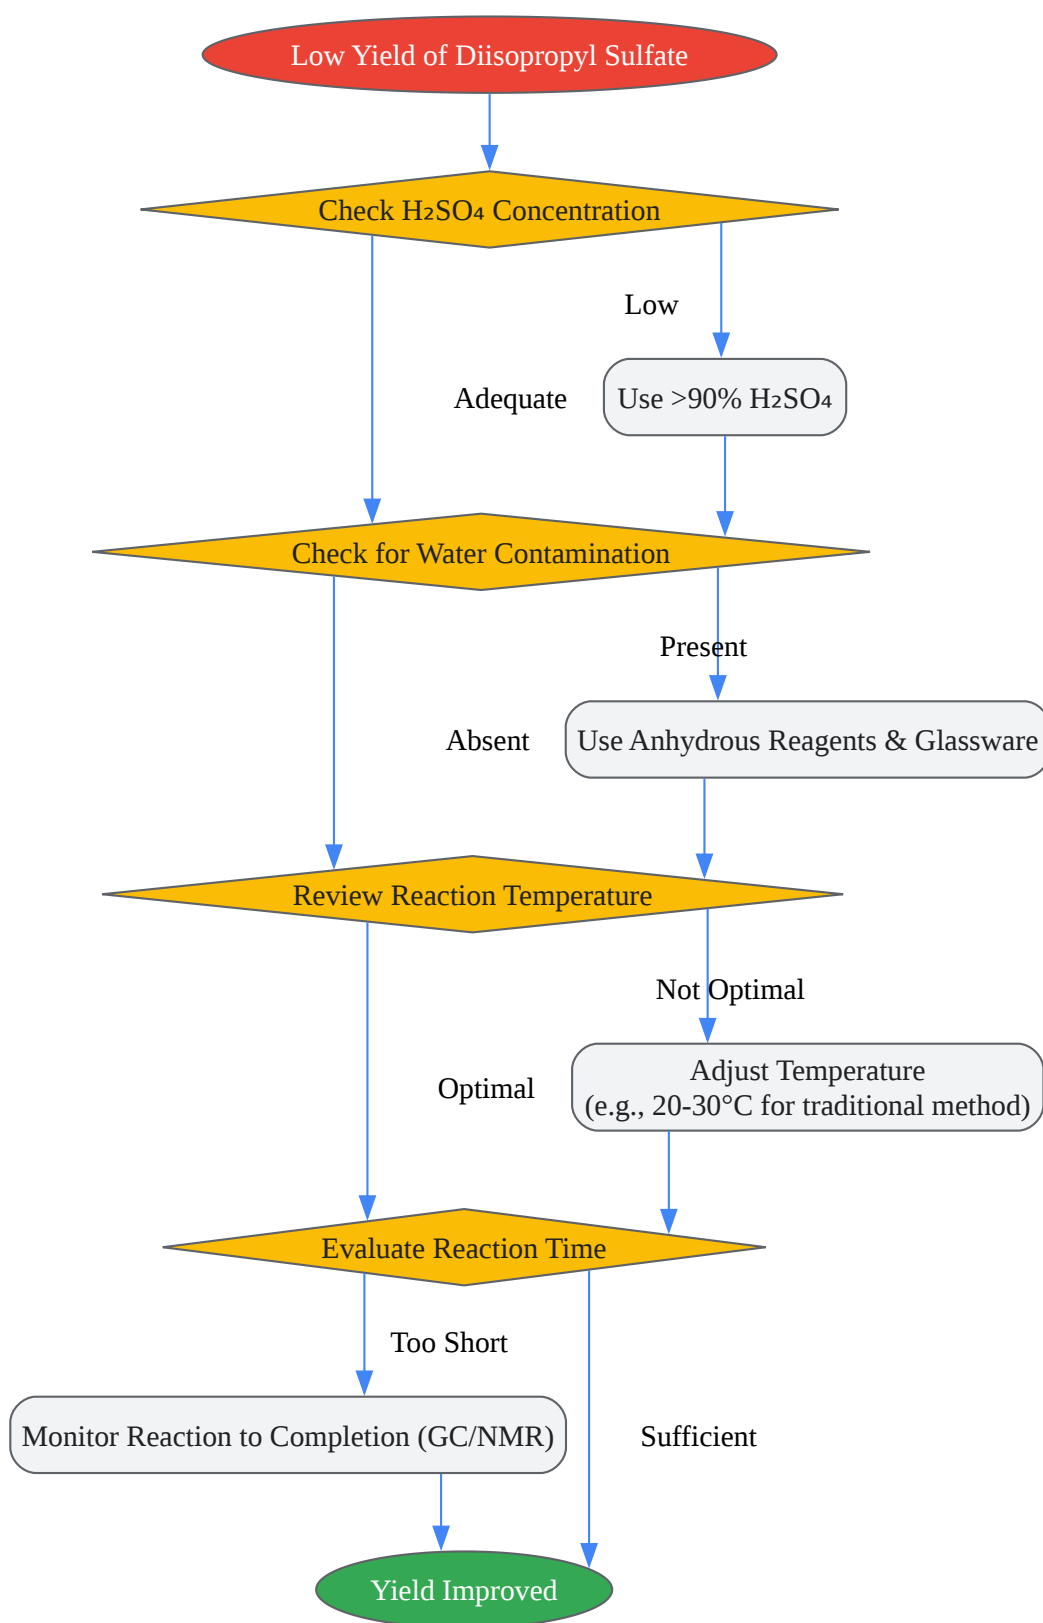 Low Yield of Diisopropyl Sulfate
Check H₂SO₄ Concentration
Low
Adequate
Use >90% H₂SO₄
Check for Water Contamination
Present
Absent
Use Anhydrous Reagents & Glassware
Review Reaction Temperature
Not Optimal
Optimal
Adjust Temperature
(e.g., 20-30°C for traditional method)
Evaluate Reaction Time
Too Short
Monitor Reaction to Completion (GC/NMR)
Sufficient
Yield Improved